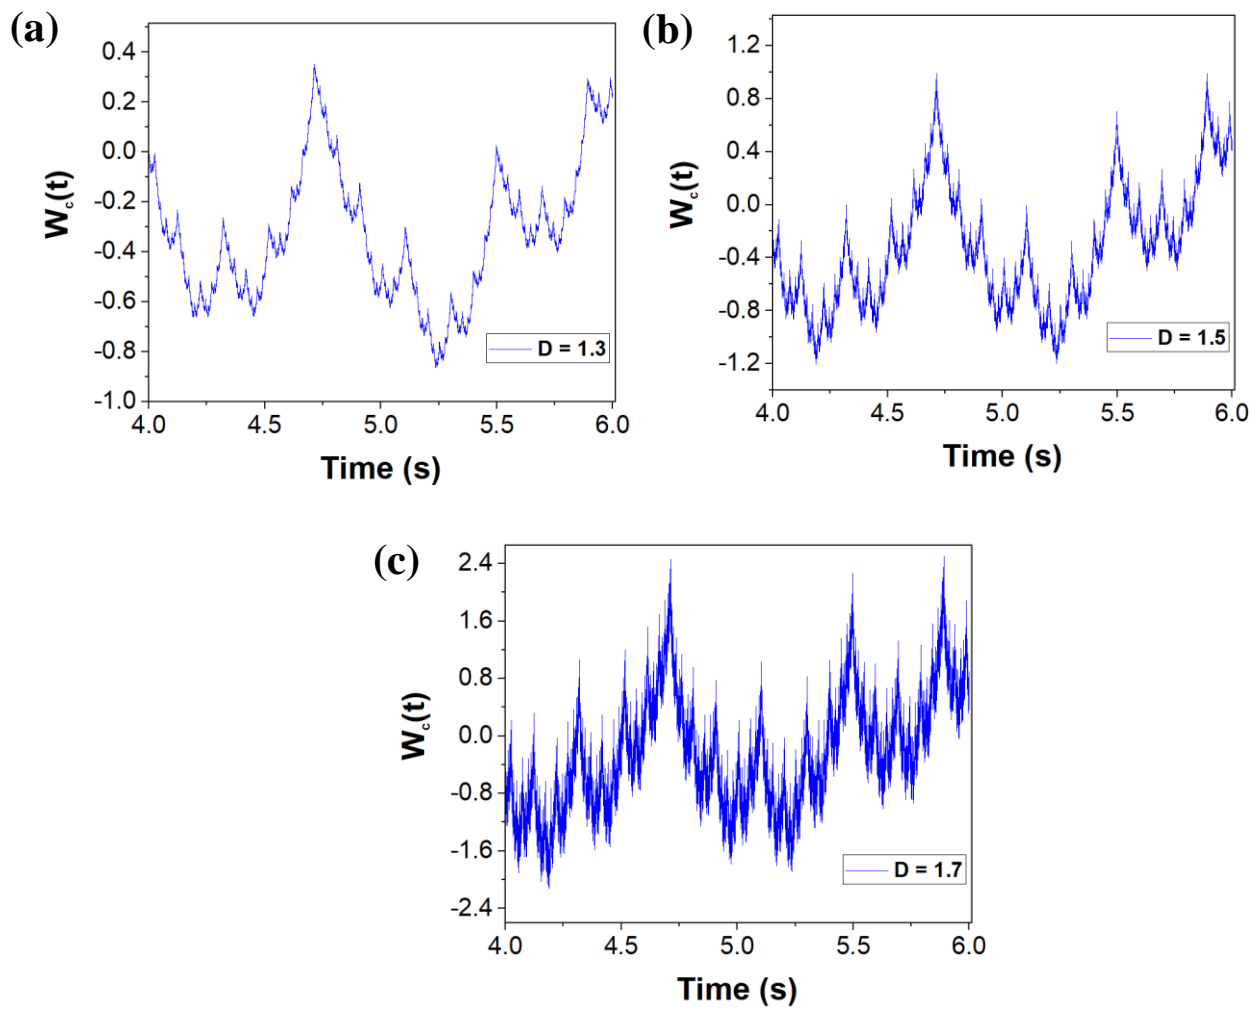 (a)
0.4
0.2
0.0
-0.2
-0.4
-0.6
-0.8
-1.0
Wc(t)
D = 1.3
4.0 4.5 5.0 5.5 6.0
Time (s)
(b)
1.2
0.8
0.4
0.0
-0.4
-0.8
-1.2
Wc(t)
D = 1.5
4.0 4.5 5.0 5.5 6.0
Time (s)
(c)
2.4
1.6
0.8
0.0
-0.8
-1.6
-2.4
Wc(t)
D = 1.7
4.0 4.5 5.0 5.5 6.0
Time (s)